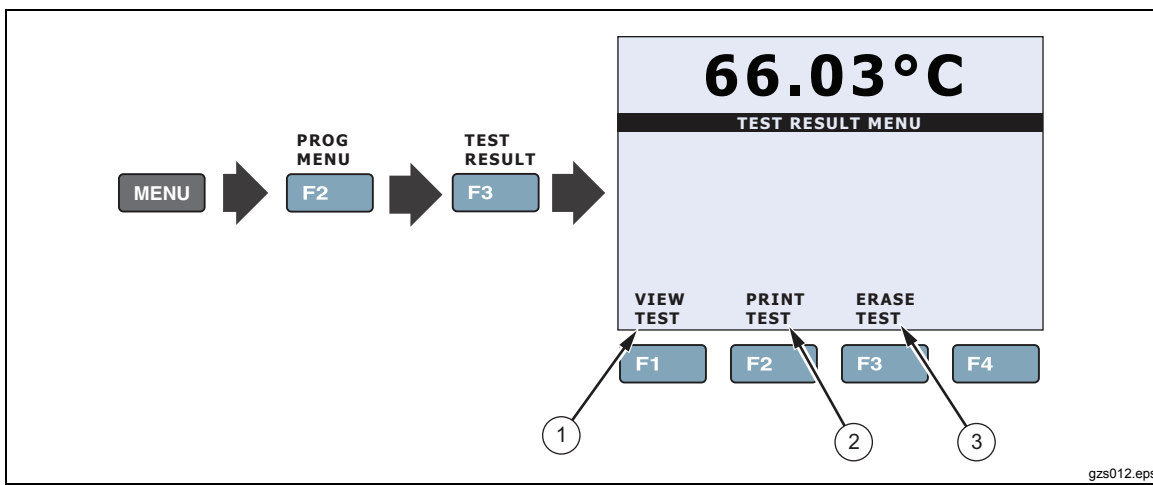 66.03°C
TEST RESULT MENU
PROG
MENU
TEST
RESULT
MENU
F2
F3
VIEW
TEST
PRINT
TEST
ERASE
TEST
F1
F2
F3
F4
1
2
3
gzs012.eps